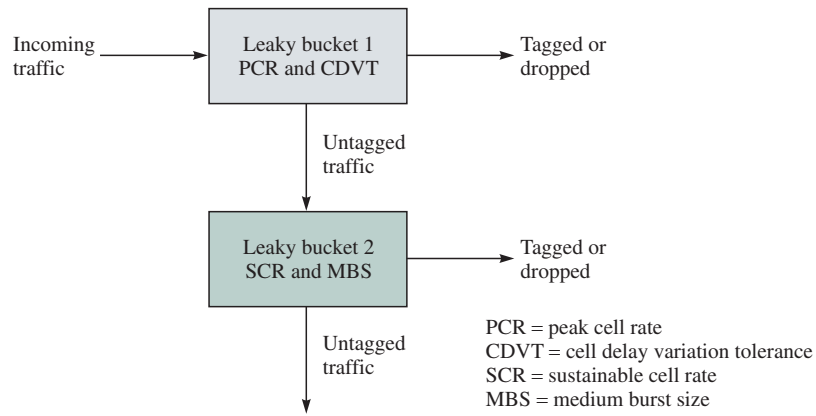 Incoming
traffic
Leaky bucket 1
PCR and CDVT
Tagged or
dropped
Untagged
traffic
Leaky bucket 2
SCR and MBS
Tagged or
dropped
Untagged
traffic
PCR = peak cell rate
CDVT = cell delay variation tolerance
SCR = sustainable cell rate
MBS = medium burst size